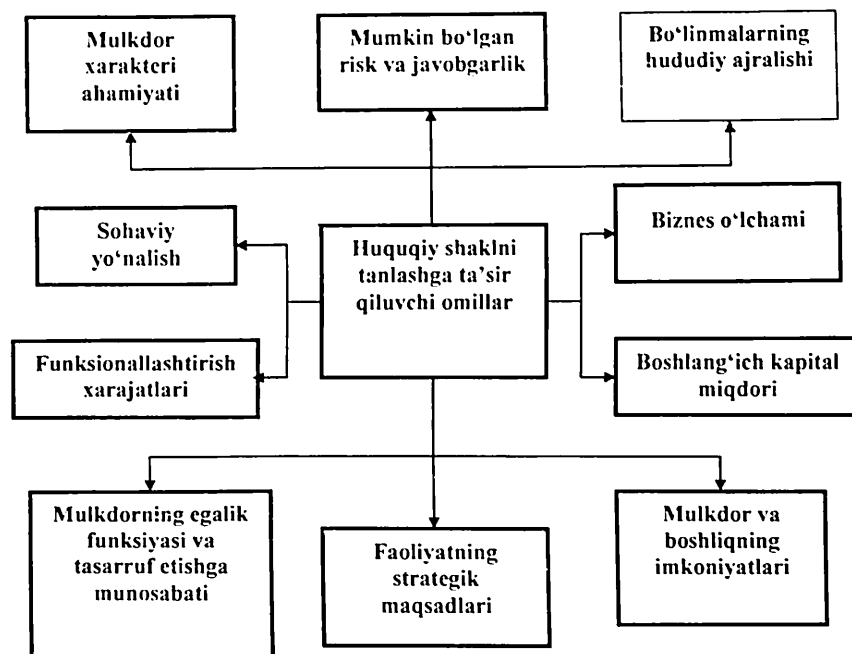 Mulkdor
xarakteri
ahamiyati
Mumkin bo‘lgan
risk va javobgarlik
Bo‘linmalarning
hududiy ajralishi
Sohaviy
yo‘nalish
Huquqiy shaklni
tanlashga ta’sir
qiluvchi omillar
Biznes o‘lchami
Funksionallashtirish
xarajatlari
Boshlang‘ich kapital
miqdori
Mulkdorning egalik
funksiyasi va
tasarruf etishga
munosabati
Faoliyatning
strategik
maqsadlari
Mulkdor va
boshliqning
imkoniyatlari